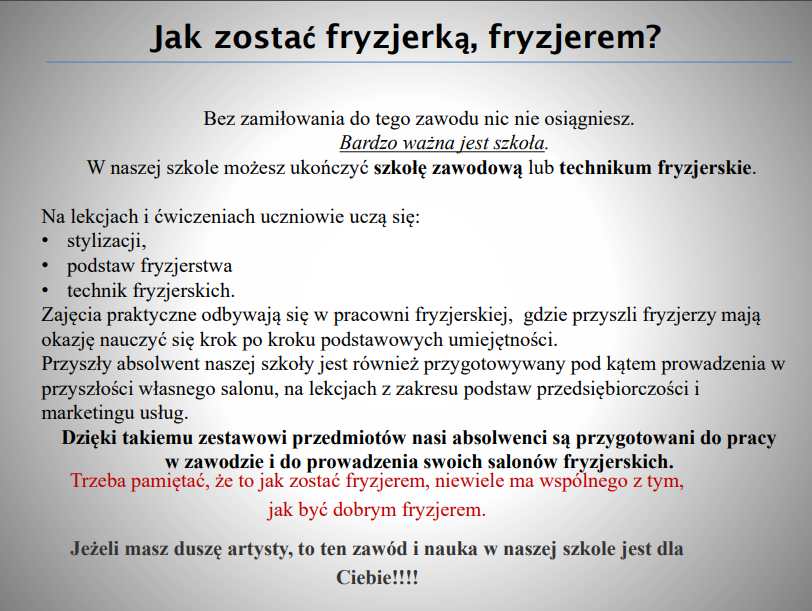 Jak zostać fryzjerką, fryzjerem?
Bez zamiłowania do tego zawodu nic nie osiągniesz.
Bardzo ważna jest szkoła.
W naszej szkole możesz ukończyć szkołę zawodową lub technikum fryzjerskie.
Na lekcjach i ćwiczeniach uczniowie uczą się:
• stylizacji,
• podstaw fryzjerstwa
• technik fryzjerskich.
Zajęcia praktyczne odbywają się w pracowni fryzjerskiej, gdzie przyszli fryzjerzy mają
okazję nauczyć się krok po kroku podstawowych umiejętności.
Przyszły absolwent naszej szkoły jest również przygotowywany pod kątem prowadzenia w
przyszłości własnego salonu, na lekcjach z zakresu podstaw przedsiębiorczości i
marketingu usług.
Dzięki takiemu zestawowi przedmiotów nasi absolwenci są przygotowani do pracy
w zawodzie i do prowadzenia swoich salonów fryzjerskich.
Trzeba pamiętać, że to jak zostać fryzjerem, niewiele ma wspólnego z tym,
jak być dobrym fryzjerem.
Jeżeli masz duszę artysty, to ten zawód i nauka w naszej szkole jest dla
Ciebie!!!!